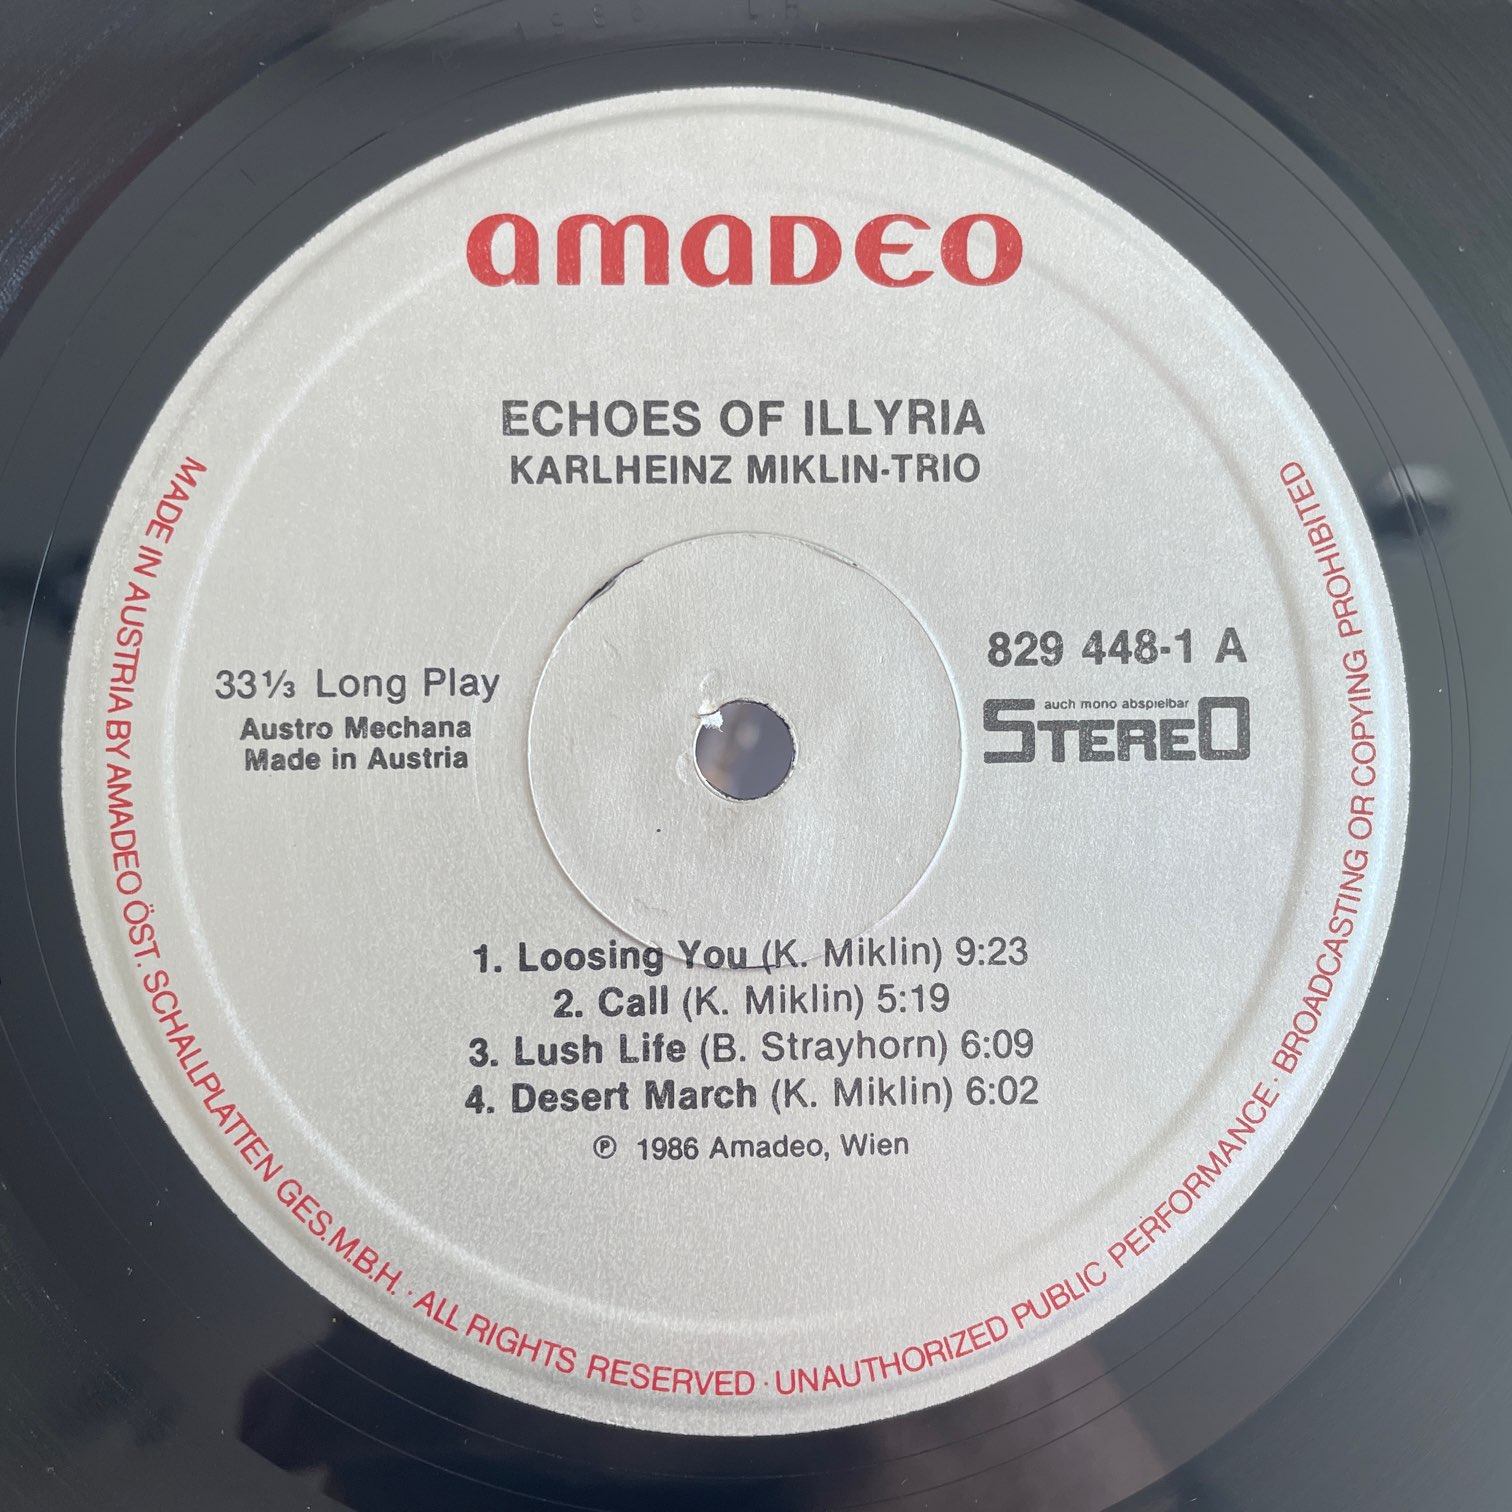 amaDEO
ECHOES OF ILLYRIA
KARLHEINZ MIKLIN-TRIO
33⅓ Long Play
Austro Mechana
Made in Austria
829 448-1 A
auch mono abspielbar
STEREO
1. Loosing You (K. Miklin) 9:23
2. Call (K. Miklin) 5:19
3. Lush Life (B. Strayhorn) 6:09
4. Desert March (K. Miklin) 6:02
℗ 1986 Amadeo, Wien
MADE IN AUSTRIA BY AMADEO ÖST. SCHALLPLATTEN GES.M.B.H. · ALL RIGHTS RESERVED · UNAUTHORIZED PUBLIC PERFORMANCE · BROADCASTING OR COPYING PROHIBITED